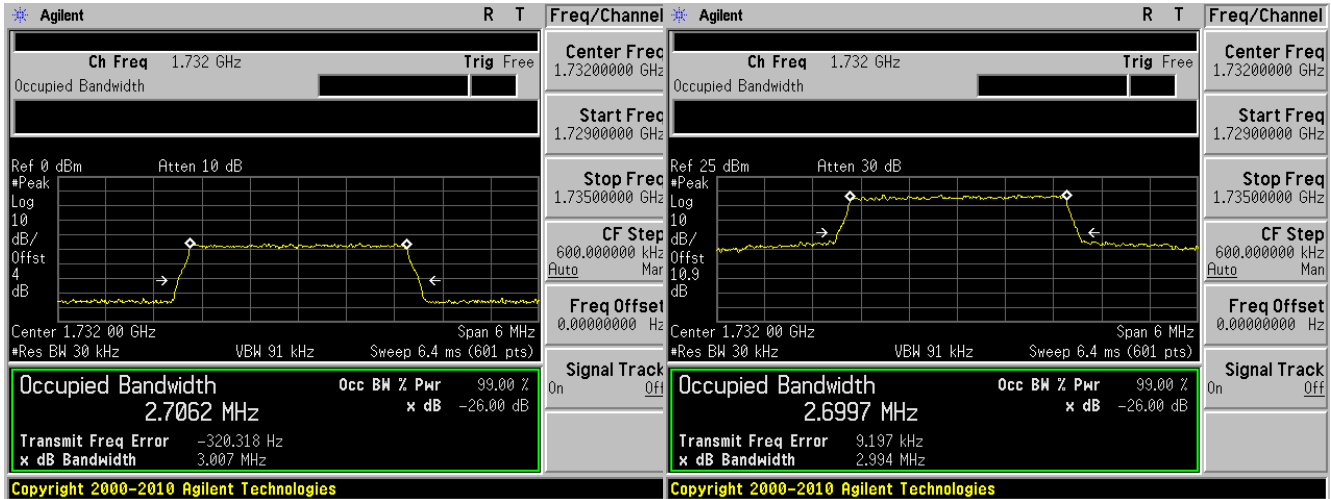 Agilent R T
Ch Freq 1.732 GHz Trig Free
Occupied Bandwidth
Ref 0 dBm Atten 10 dB
#Peak
Log
10
dB/
Offst
4
dB
Center 1.732 00 GHz Span 6 MHz
#Res BW 30 kHz VBW 91 kHz Sweep 6.4 ms (601 pts)
Occupied Bandwidth Occ BW % Pwr 99.00 %
2.7062 MHz x dB -26.00 dB
Transmit Freq Error -320.318 Hz
x dB Bandwidth 3.007 MHz
Copyright 2000-2010 Agilent Technologies
Freq/Channel
Center Freq
1.73200000 GHz
Start Freq
1.72900000 GHz
Stop Freq
1.73500000 GHz
CF Step
600.000000 kHz
Auto Man
Freq Offset
0.00000000 Hz
Signal Track
On Off
Agilent R T
Ch Freq 1.732 GHz Trig Free
Occupied Bandwidth
Ref 25 dBm Atten 30 dB
#Peak
Log
10
dB/
Offst
10.9
dB
Center 1.732 00 GHz Span 6 MHz
#Res BW 30 kHz VBW 91 kHz Sweep 6.4 ms (601 pts)
Occupied Bandwidth Occ BW % Pwr 99.00 %
2.6997 MHz x dB -26.00 dB
Transmit Freq Error 9.197 kHz
x dB Bandwidth 2.994 MHz
Copyright 2000-2010 Agilent Technologies
Freq/Channel
Center Freq
1.73200000 GHz
Start Freq
1.72900000 GHz
Stop Freq
1.73500000 GHz
CF Step
600.000000 kHz
Auto Man
Freq Offset
0.00000000 Hz
Signal Track
On Off